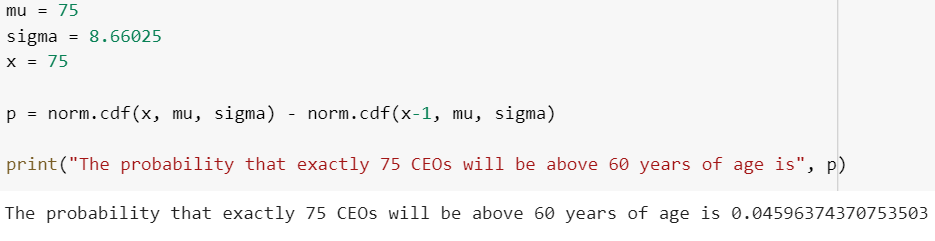 mu = 75
sigma = 8.66025
x = 75
p = norm.cdf(x, mu, sigma) - norm.cdf(x-1, mu, sigma)
print("The probability that exactly 75 CEOs will be above 60 years of age is", p)
The probability that exactly 75 CEOs will be above 60 years of age is 0.04596374370753503